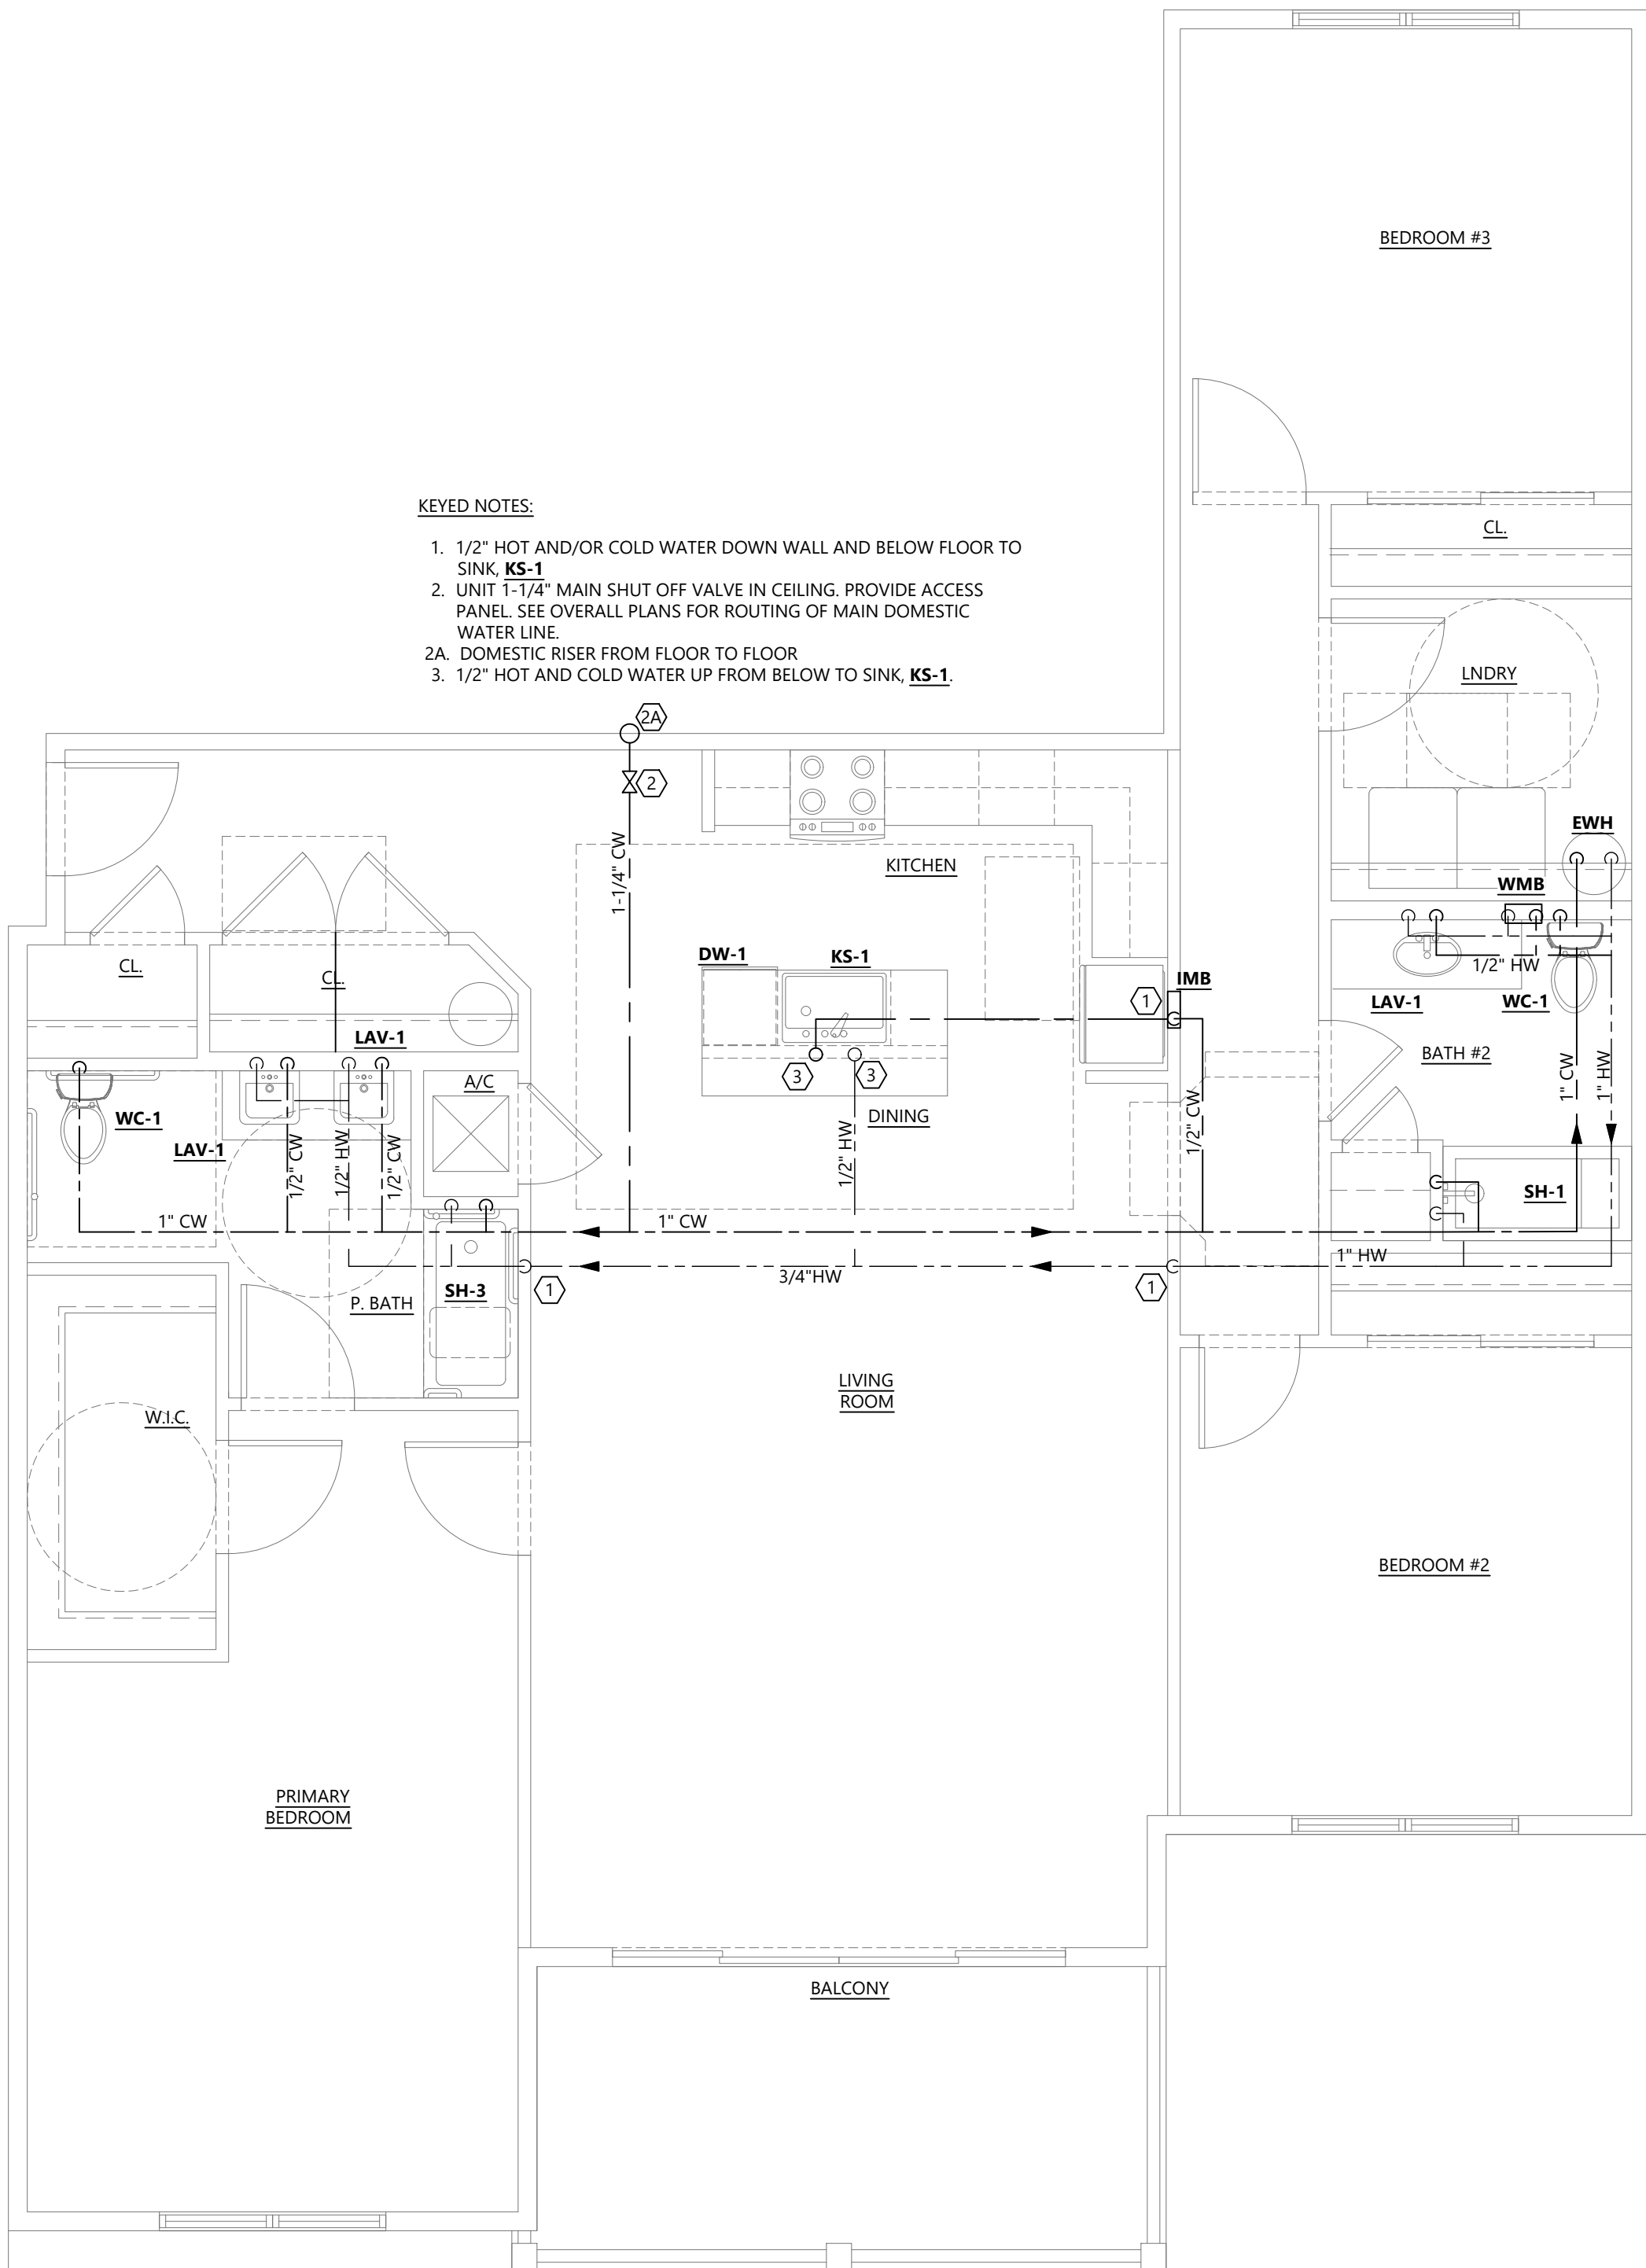 BEDROOM #3
KEYED NOTES:
1. 1/2" HOT AND/OR COLD WATER DOWN WALL AND BELOW FLOOR TO
SINK, KS-1
2. UNIT 1-1/4" MAIN SHUT OFF VALVE IN CEILING. PROVIDE ACCESS
PANEL. SEE OVERALL PLANS FOR ROUTING OF MAIN DOMESTIC
WATER LINE.
2A. DOMESTIC RISER FROM FLOOR TO FLOOR
3. 1/2" HOT AND COLD WATER UP FROM BELOW TO SINK, KS-1.
CL.
LNDRY
2A
2
1-1/4" CW
KITCHEN
EWH
WMB
CL.
CL.
DW-1
KS-1
IMB
1
1/2" HW
LAV-1
WC-1
LAV-1
BATH #2
A/C
3
3
1" CW
1" HW
WC-1
LAV-1
DINING
1/2" CW
1/2" HW
1/2" CW
1/2" HW
1/2" CW
SH-1
1" CW
1" CW
1" HW
3/4"HW
1
1
P. BATH
SH-3
LIVING
ROOM
W.I.C.
BEDROOM #2
PRIMARY
BEDROOM
BALCONY